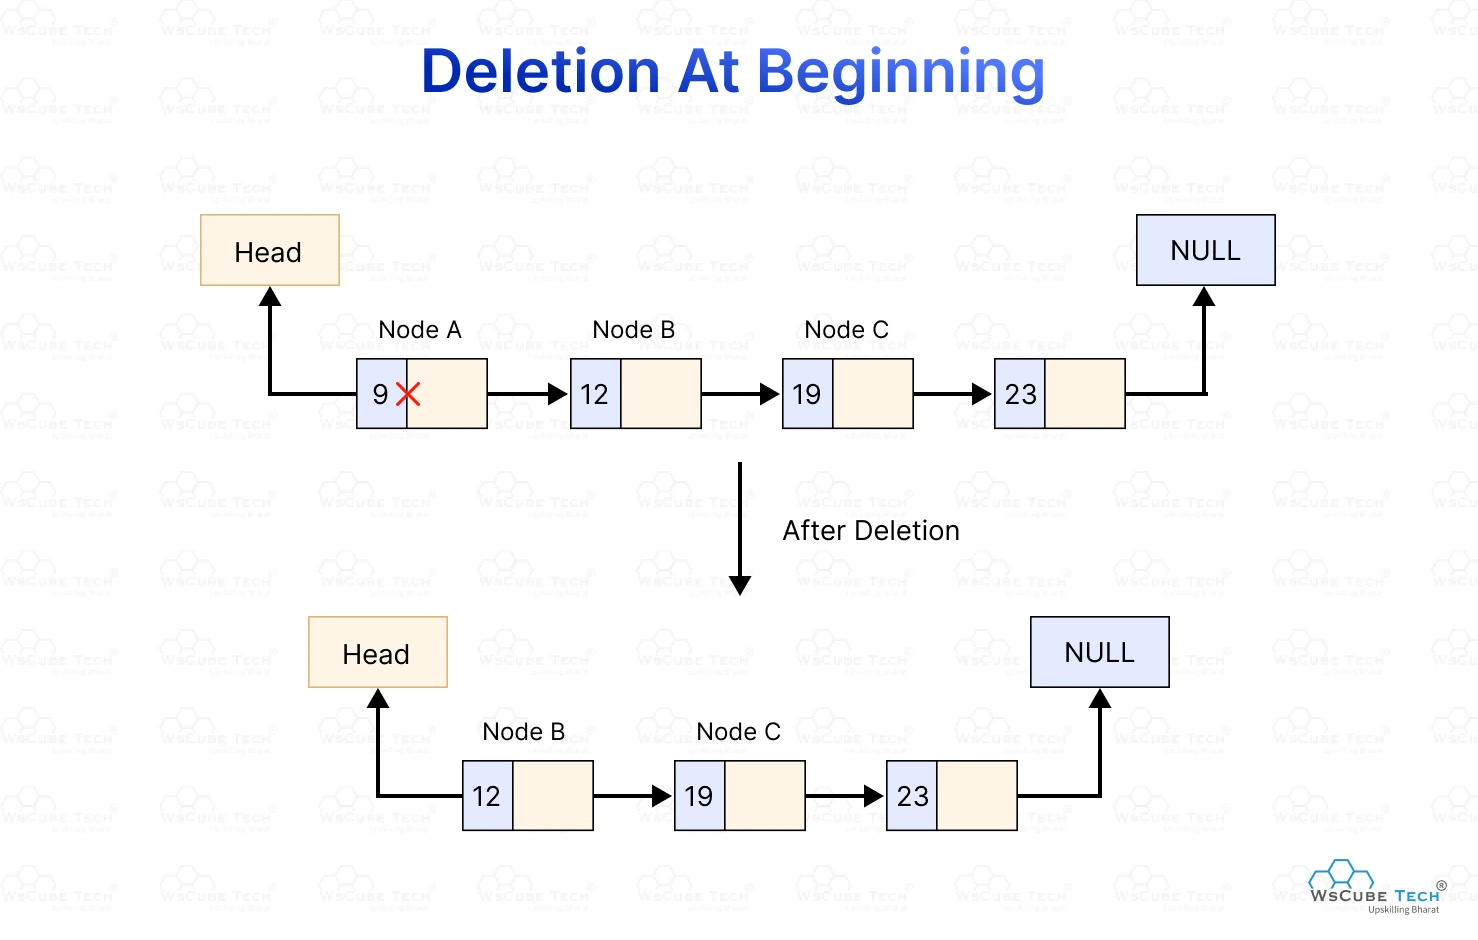 Deletion At Beginning
Head
NULL
Node A
Node B
Node C
9
12
19
23
After Deletion
Head
NULL
Node B
Node C
12
19
23
WsCube Tech®
Upskilling Bharat